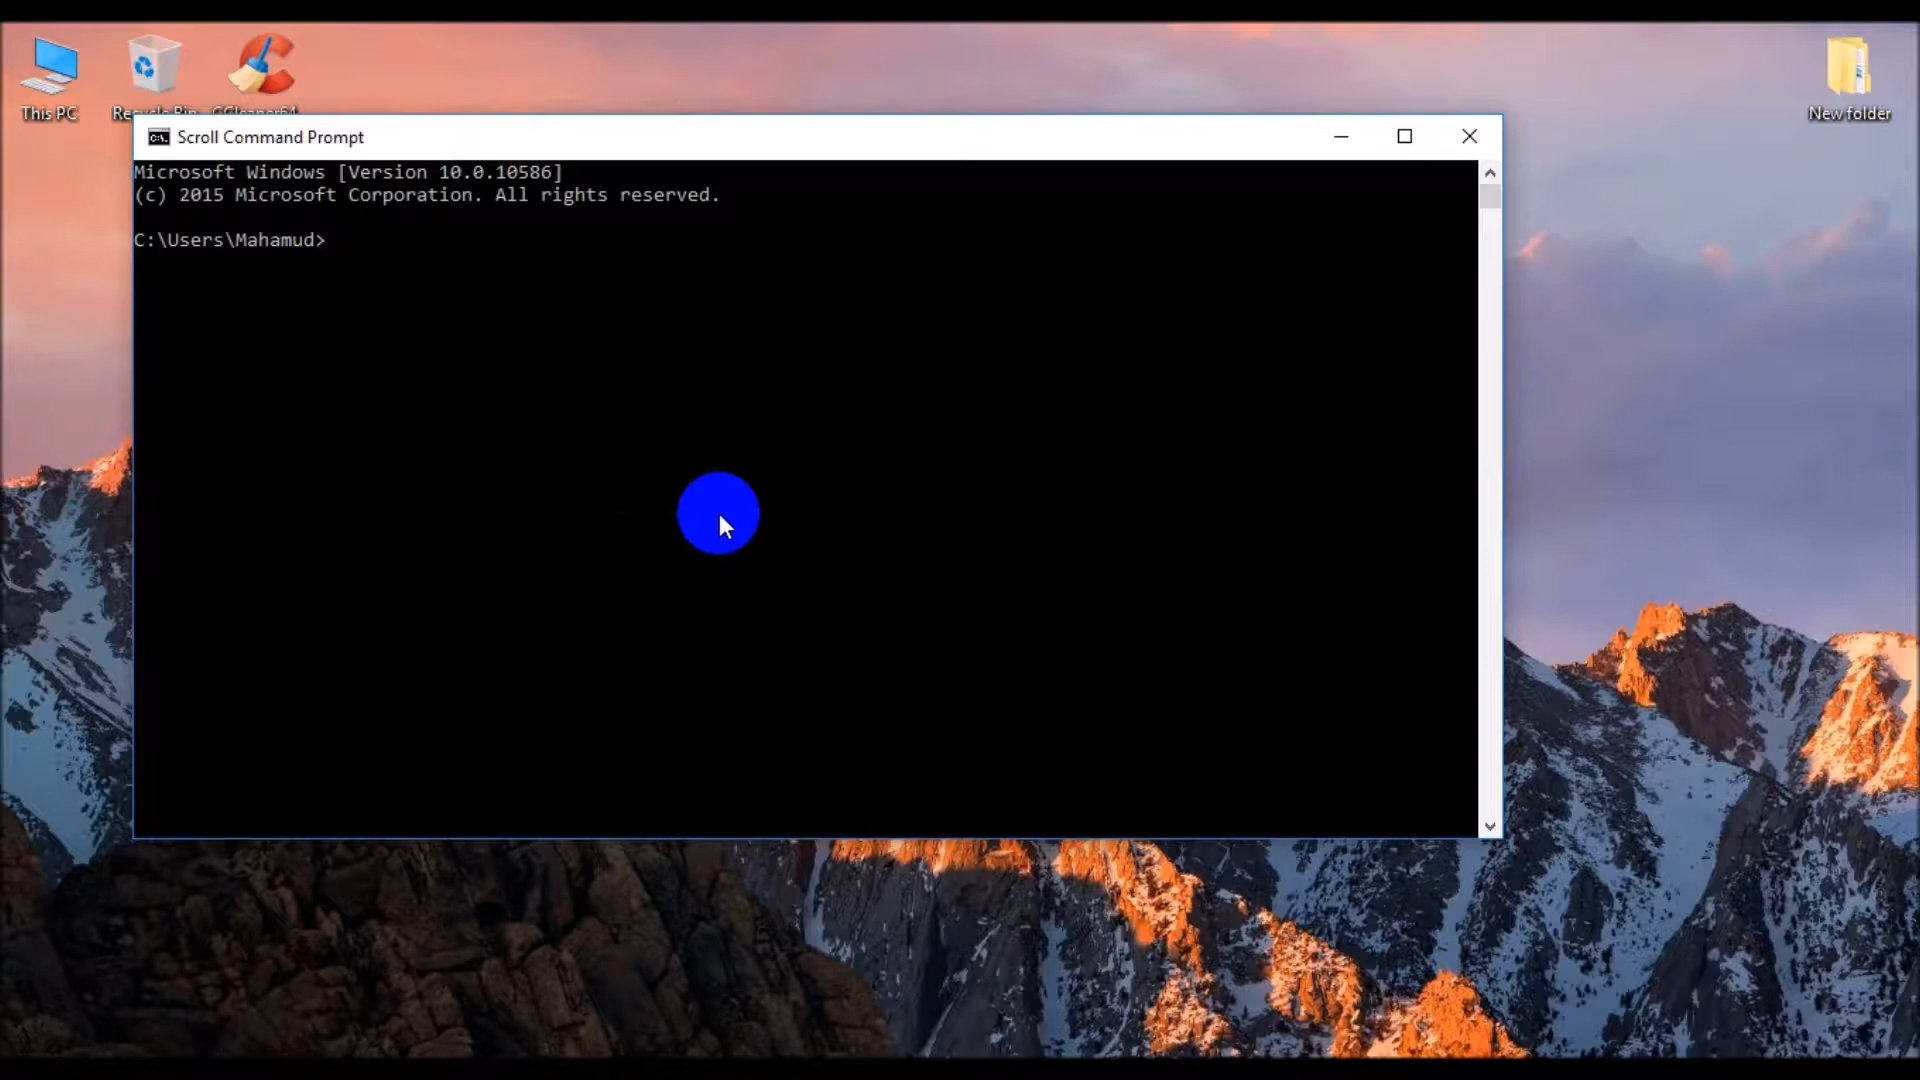 This PC
New folder
Scroll Command Prompt
Microsoft Windows [Version 10.0.10586]
(c) 2015 Microsoft Corporation. All rights reserved.
C:\Users\Mahamud>